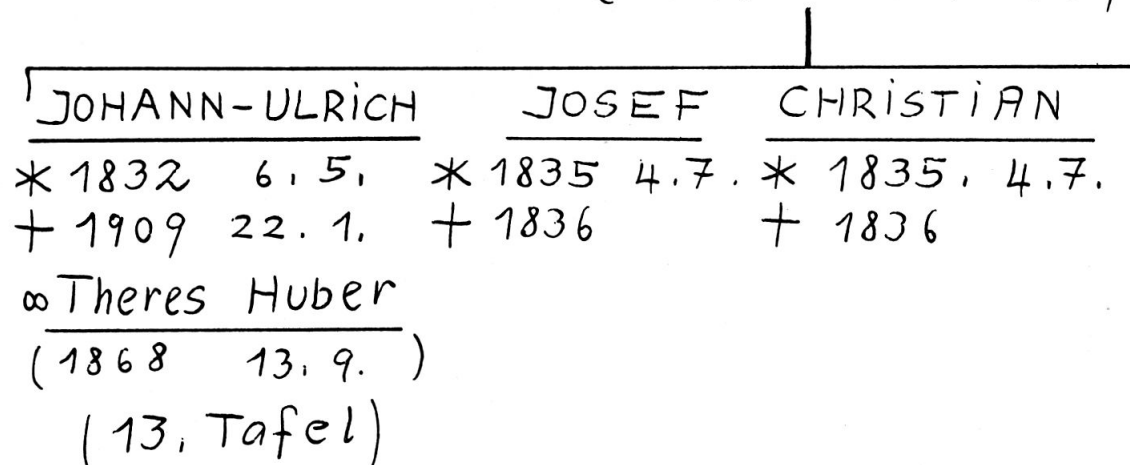 JOHANN-ULRICH JOSEF CHRISTIAN
* 1832 6.5. * 1835 4.7. * 1835. 4.7.
+ 1909 22.1. + 1836 + 1836
∞ Theres Huber
(1868 13.9.)
(13. Tafel)